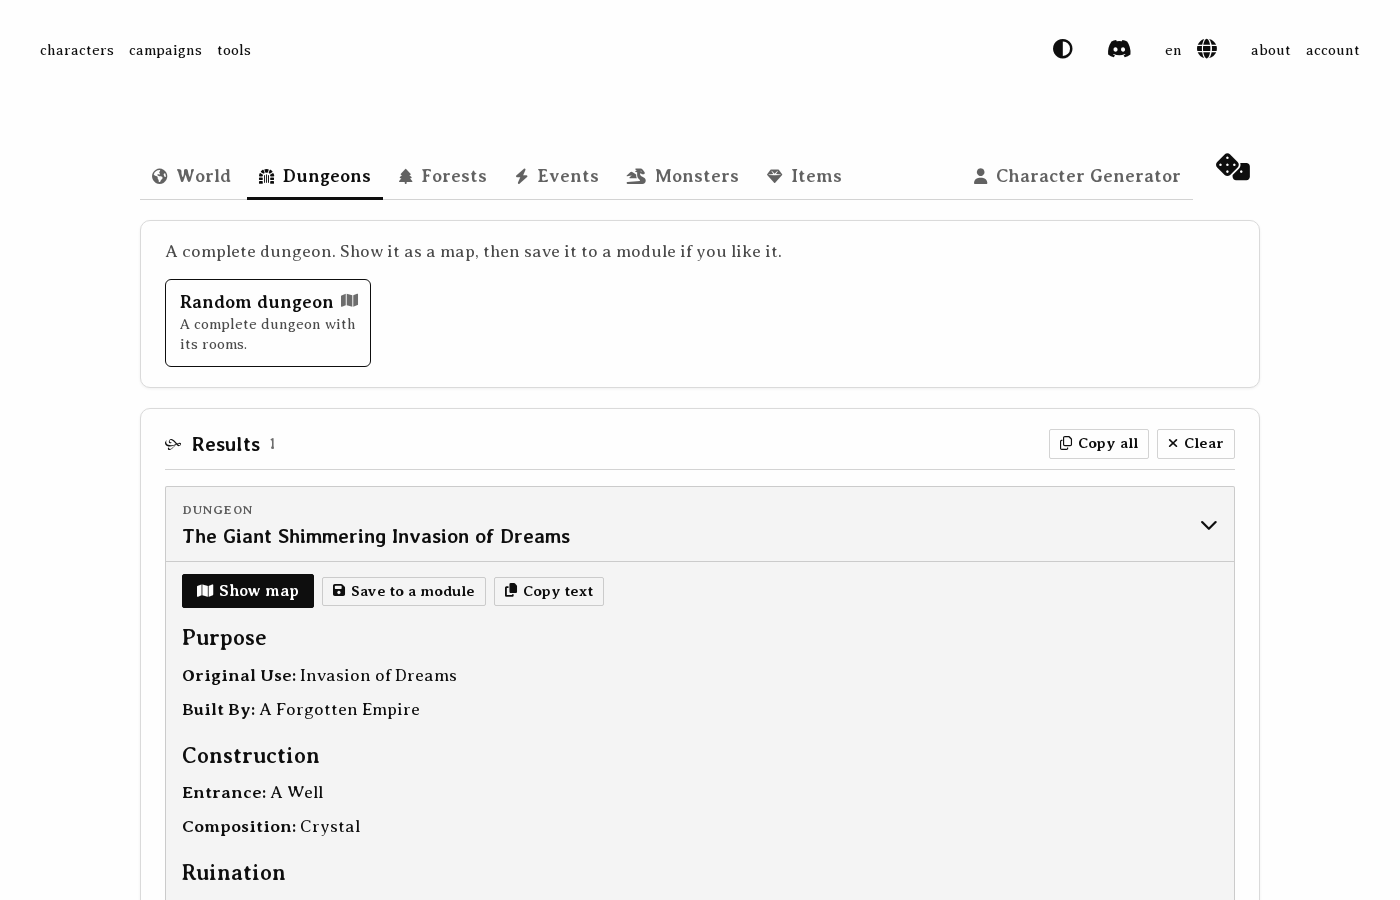 characters campaigns tools
en about account
World Dungeons Forests Events Monsters Items Character Generator
A complete dungeon. Show it as a map, then save it to a module if you like it.
Random dungeon
A complete dungeon with
its rooms.
Results 1
Copy all Clear
DUNGEON
The Giant Shimmering Invasion of Dreams
Show map Save to a module Copy text
Purpose
Original Use: Invasion of Dreams
Built By: A Forgotten Empire
Construction
Entrance: A Well
Composition: Crystal
Ruination